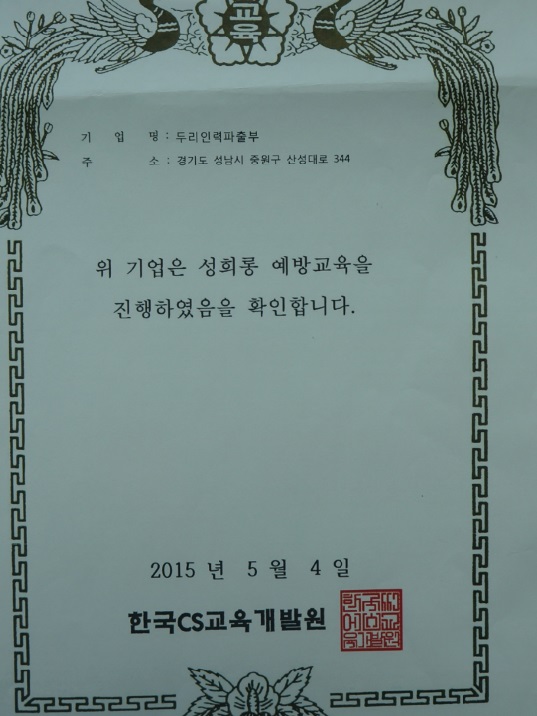 교육
기 업 명 : 두리인력파출부
주 소 : 경기도 성남시 중원구 산성대로 344
위 기업은 성희롱 예방교육을
진행하였음을 확인합니다.
2015 년 5 월 4 일
한국CS교육개발원